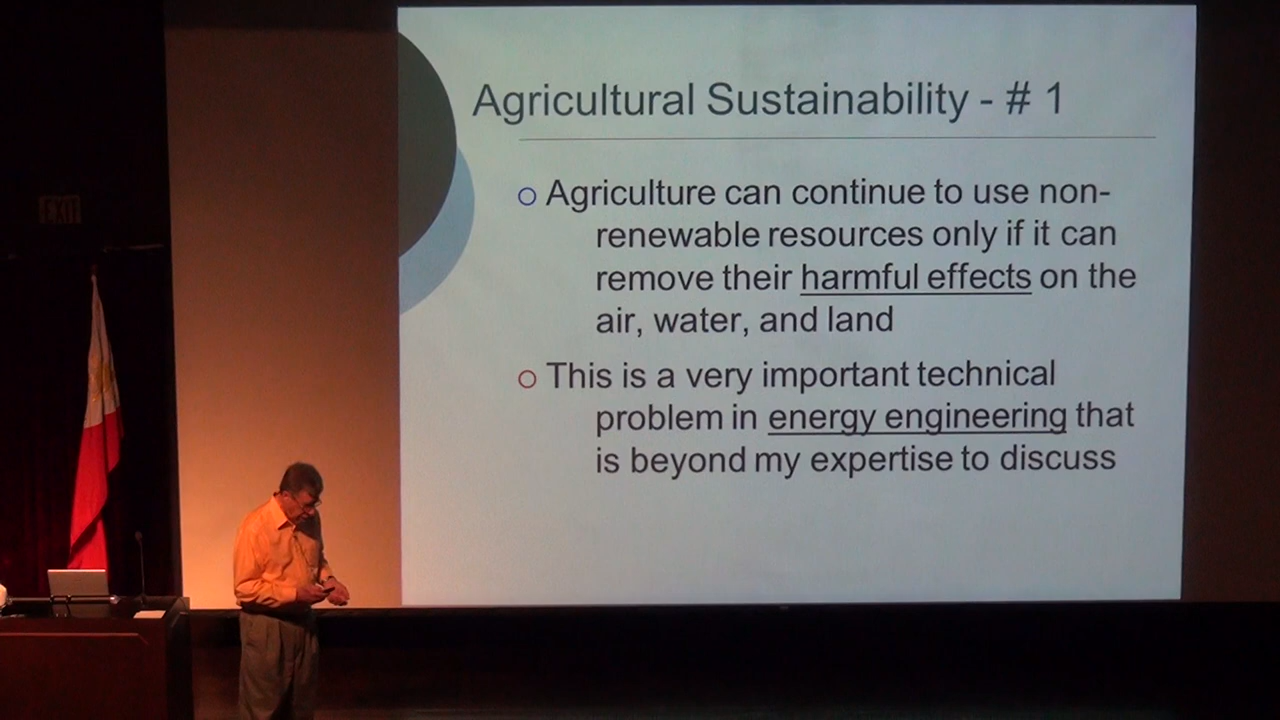 Agricultural Sustainability - # 1
Agriculture can continue to use non-
renewable resources only if it can
remove their harmful effects on the
air, water, and land
This is a very important technical
problem in energy engineering that
is beyond my expertise to discuss
EXIT